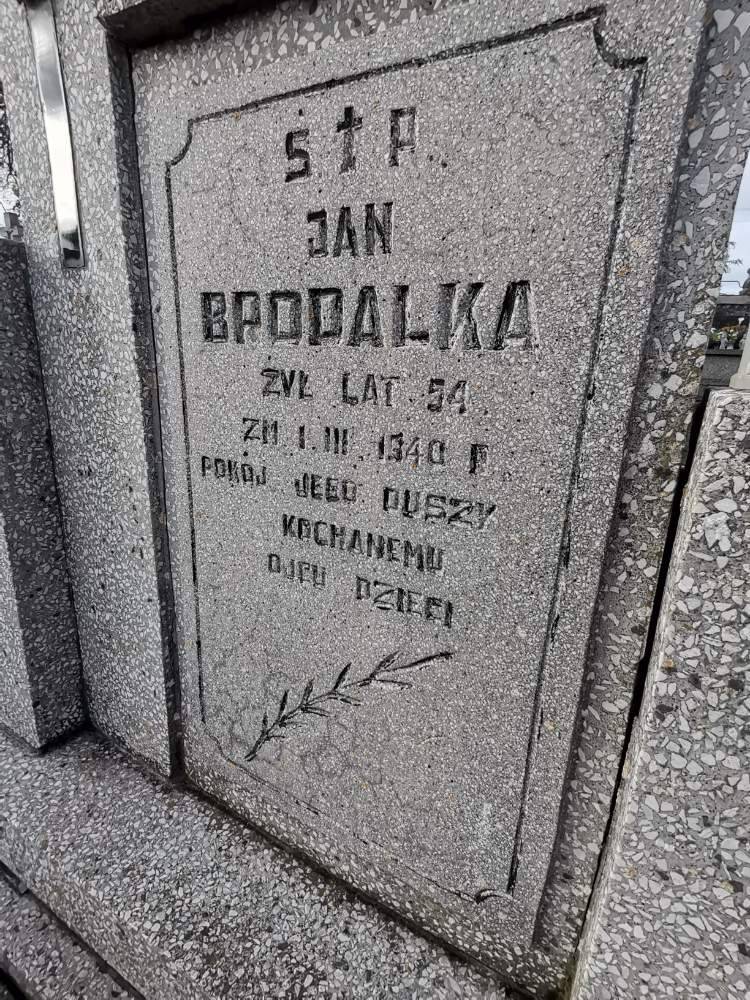 Ś † P.
JAN
BRODALKA
ŻYŁ LAT 54
ZM 1.III.1940 R.
POKÓJ JEGO DUSZY
KOCHANEMU
OJCU DZIECI